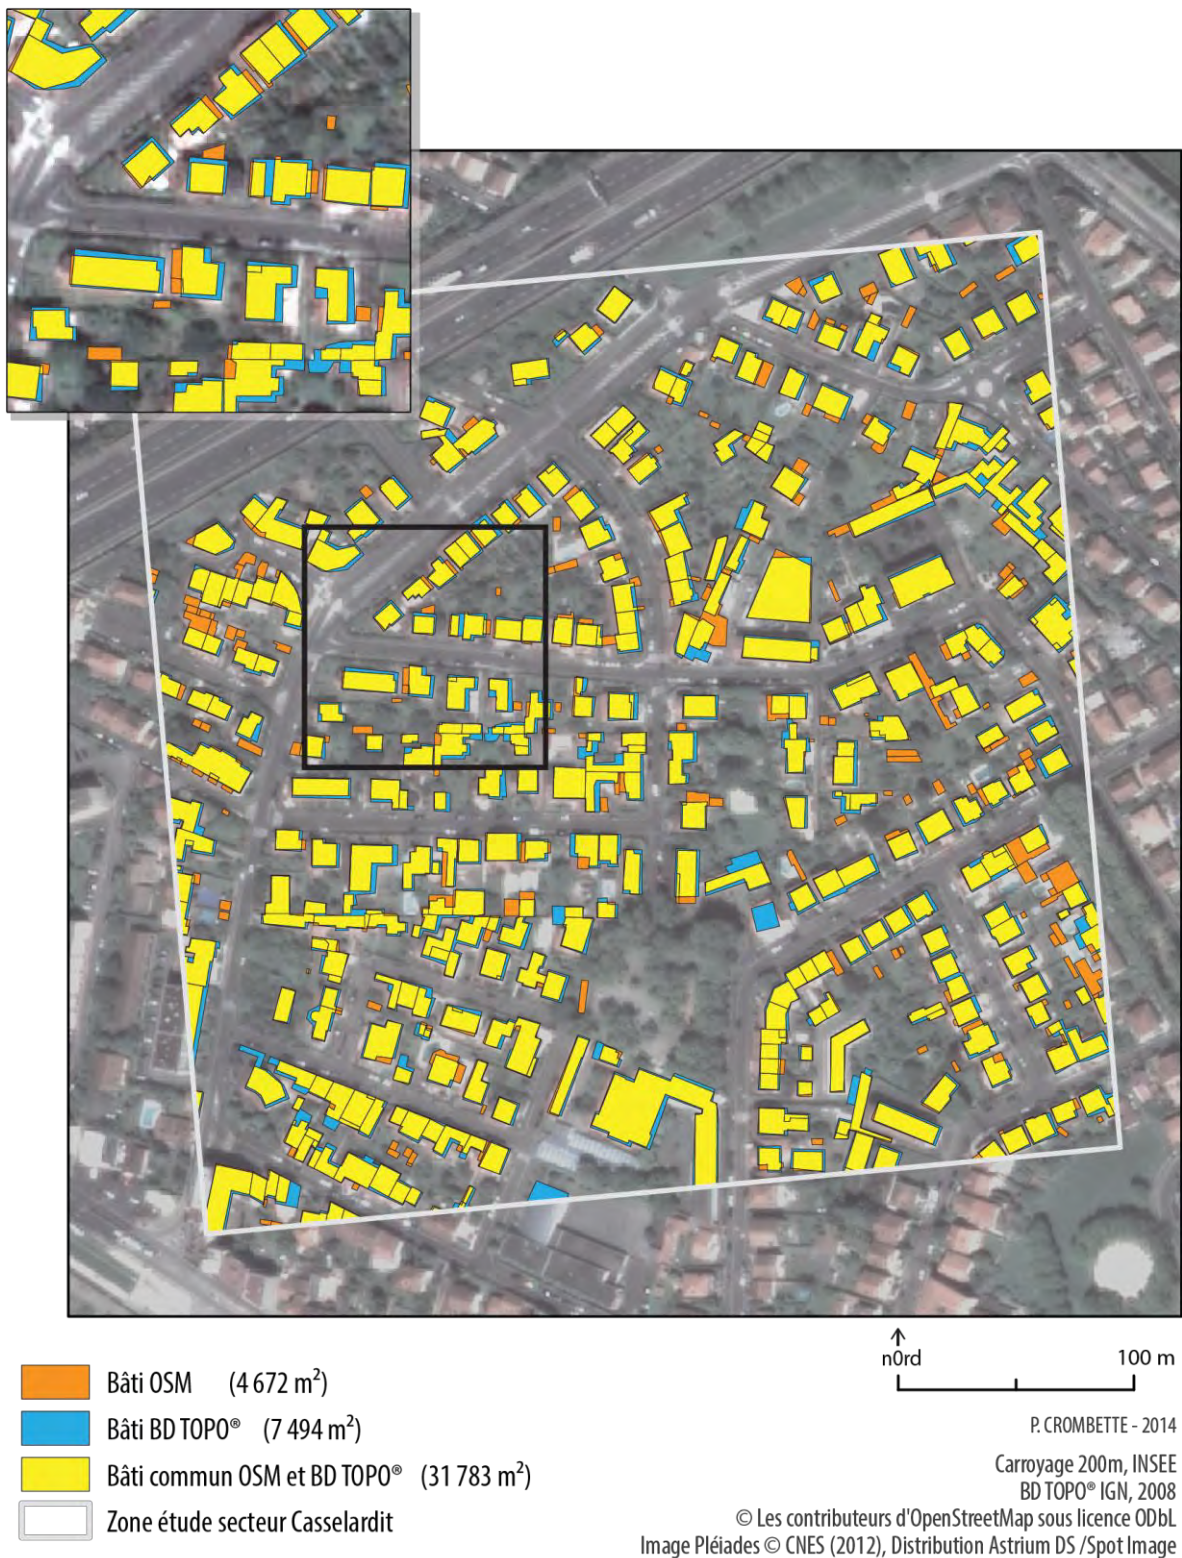 n0rd
100 m
Bâti OSM (4 672 m²)
Bâti BD TOPO® (7 494 m²)
Bâti commun OSM et BD TOPO® (31 783 m²)
Zone étude secteur Casselardit
P. CROMBETTE - 2014
Carroyage 200m, INSEE
BD TOPO® IGN, 2008
© Les contributeurs d'OpenStreetMap sous licence ODbL
Image Pléiades © CNES (2012), Distribution Astrium DS /Spot Image